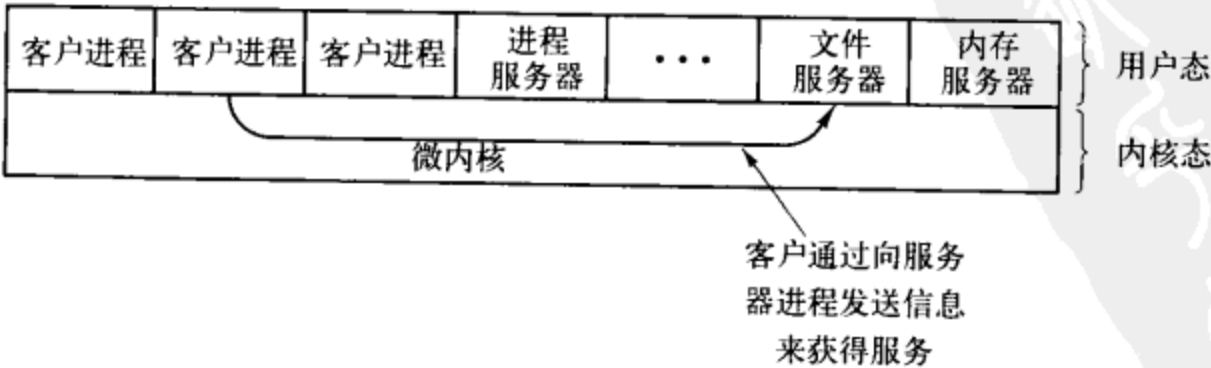 客户进程
客户进程
客户进程
进程
服务器
···
文件
服务器
内存
服务器
用户态
微内核
内核态
客户通过向服务
器进程发送信息
来获得服务